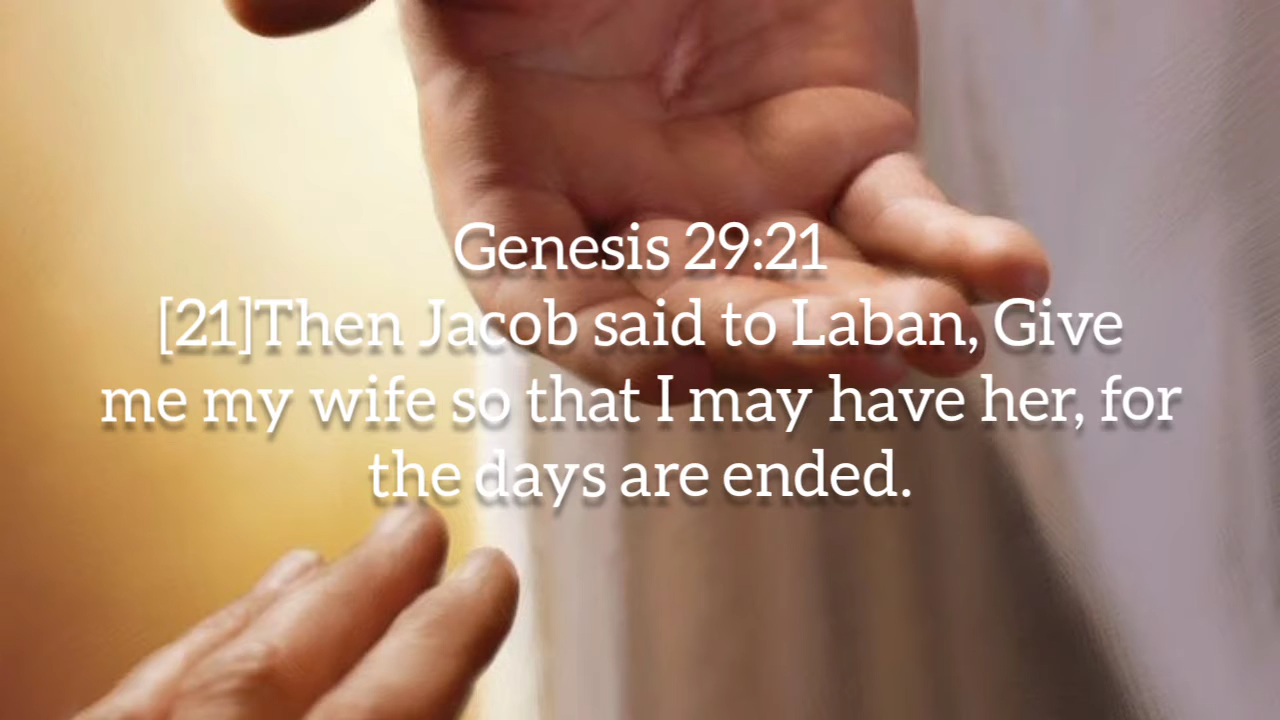 Genesis 29:21
[21]Then Jacob said to Laban, Give
me my wife so that I may have her, for
the days are ended.